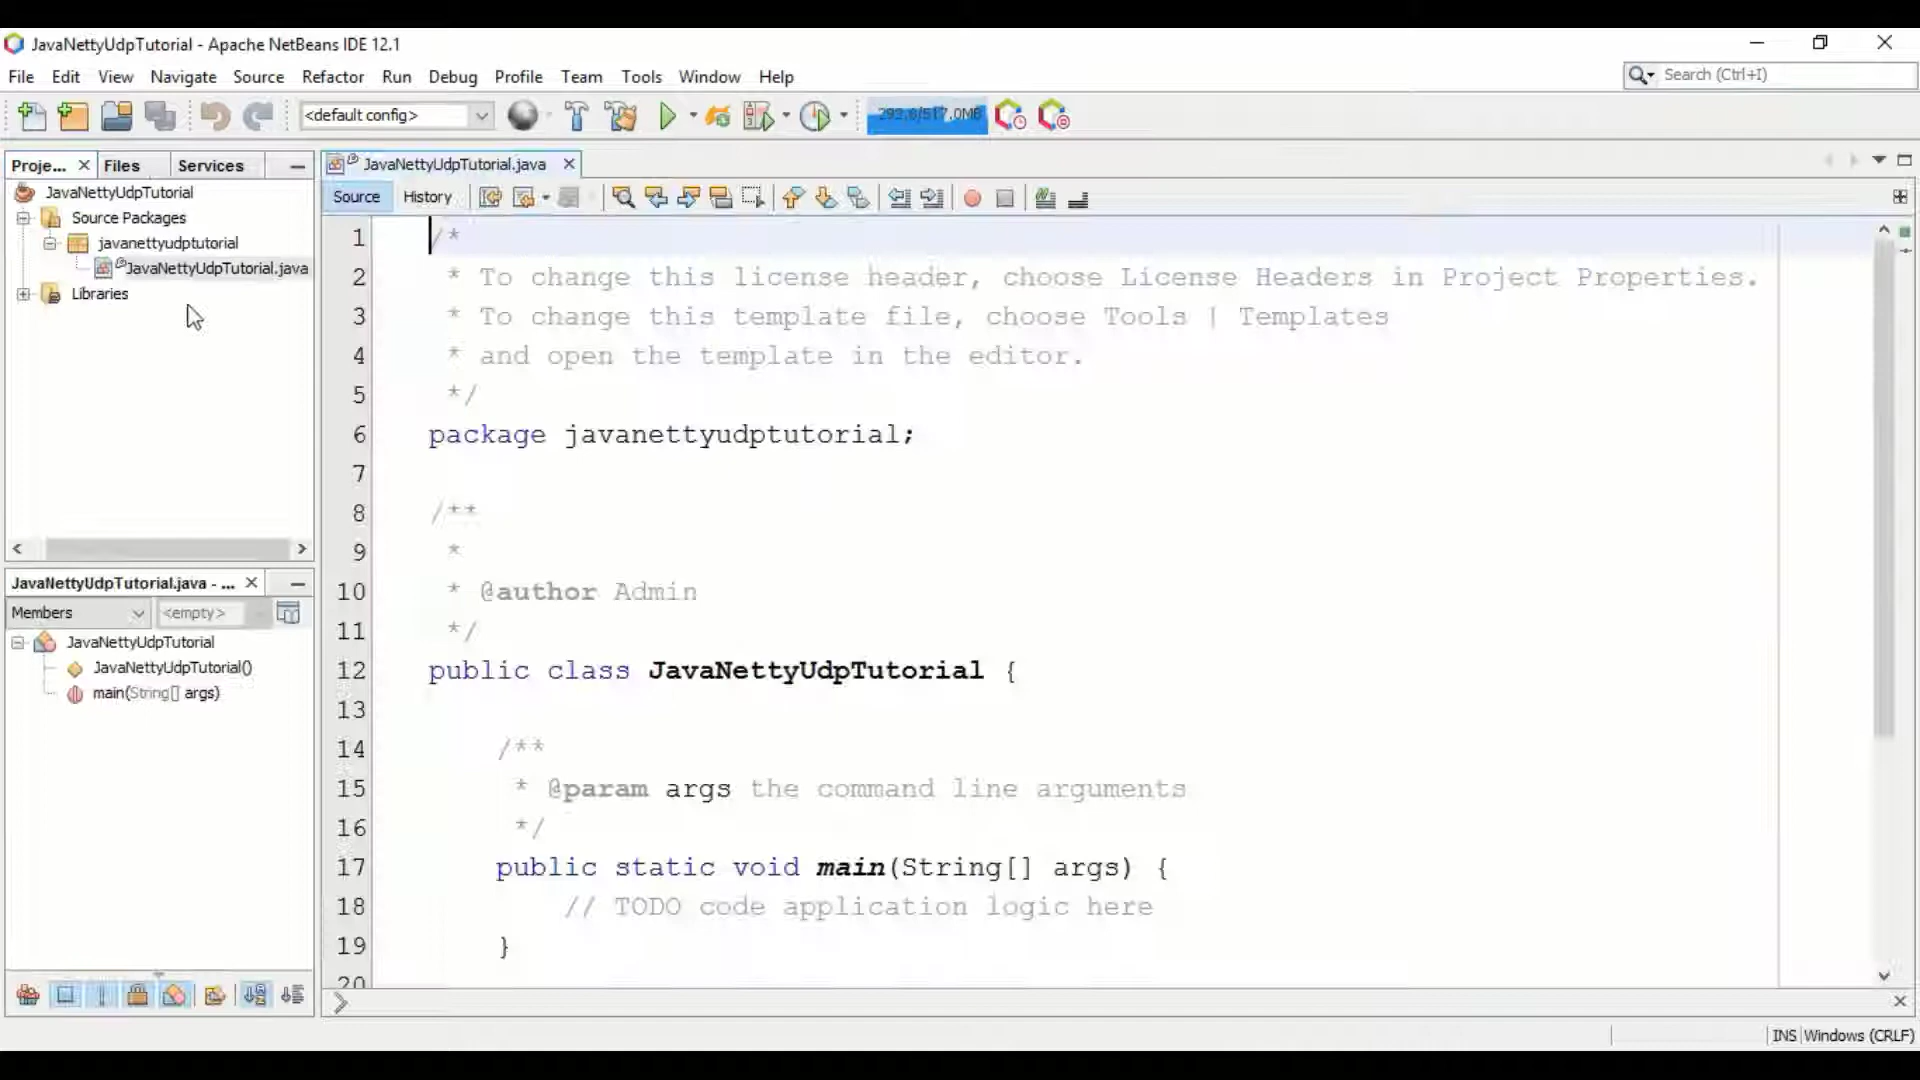 JavaNettyUdpTutorial - Apache NetBeans IDE 12.1
File Edit View Navigate Source Refactor Run Debug Profile Team Tools Window Help
Search (Ctrl+I)
<default config>
293.6/517.0MB
Proje... Files Services
JavaNettyUdpTutorial
Source Packages
javanettyudptutorial
JavaNettyUdpTutorial.java
Libraries
JavaNettyUdpTutorial.java - ...
Members <empty>
JavaNettyUdpTutorial
JavaNettyUdpTutorial()
main(String[] args)
JavaNettyUdpTutorial.java
Source History
1 /*
2 * To change this license header, choose License Headers in Project Properties.
3 * To change this template file, choose Tools | Templates
4 * and open the template in the editor.
5 */
6 package javanettyudptutorial;
7
8 /**
9 *
10 * @author Admin
11 */
12 public class JavaNettyUdpTutorial {
13
14 /**
15 * @param args the command line arguments
16 */
17 public static void main(String[] args) {
18 // TODO code application logic here
19 }
20
INS Windows (CRLF)